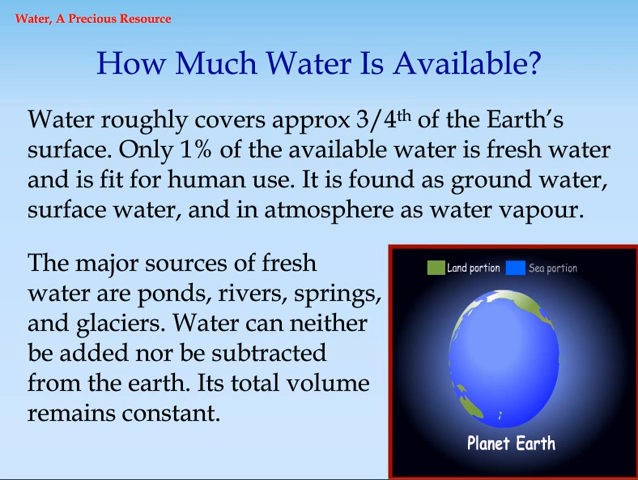 Water, A Precious Resource
How Much Water Is Available?
Water roughly covers approx 3/4th of the Earth's
surface. Only 1% of the available water is fresh water
and is fit for human use. It is found as ground water,
surface water, and in atmosphere as water vapour.
The major sources of fresh
water are ponds, rivers, springs,
and glaciers. Water can neither
be added nor be subtracted
from the earth. Its total volume
remains constant.
Land portion Sea portion
Planet Earth